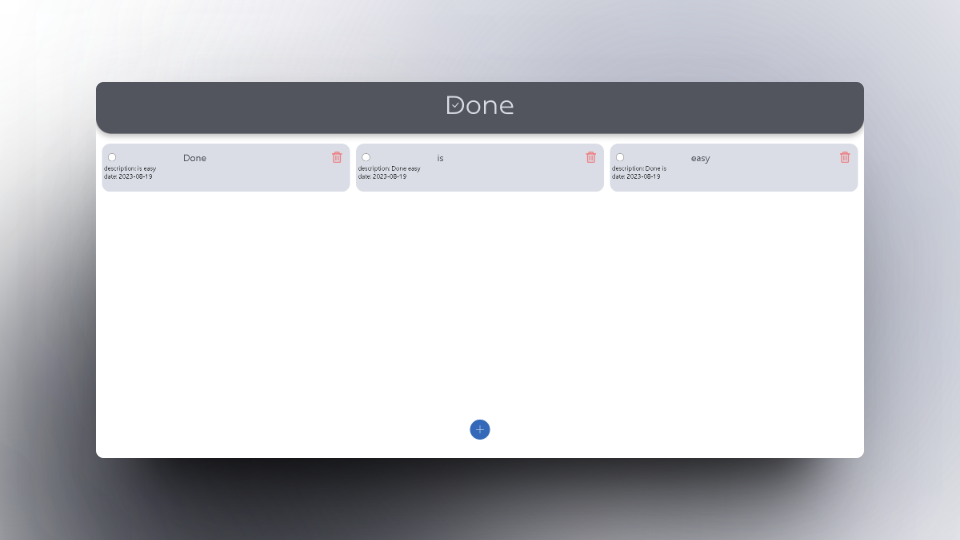 Done
Done
description: is easy
date: 2023-08-19
is
description: Done easy
date: 2023-08-19
easy
description: Done is
date: 2023-08-19